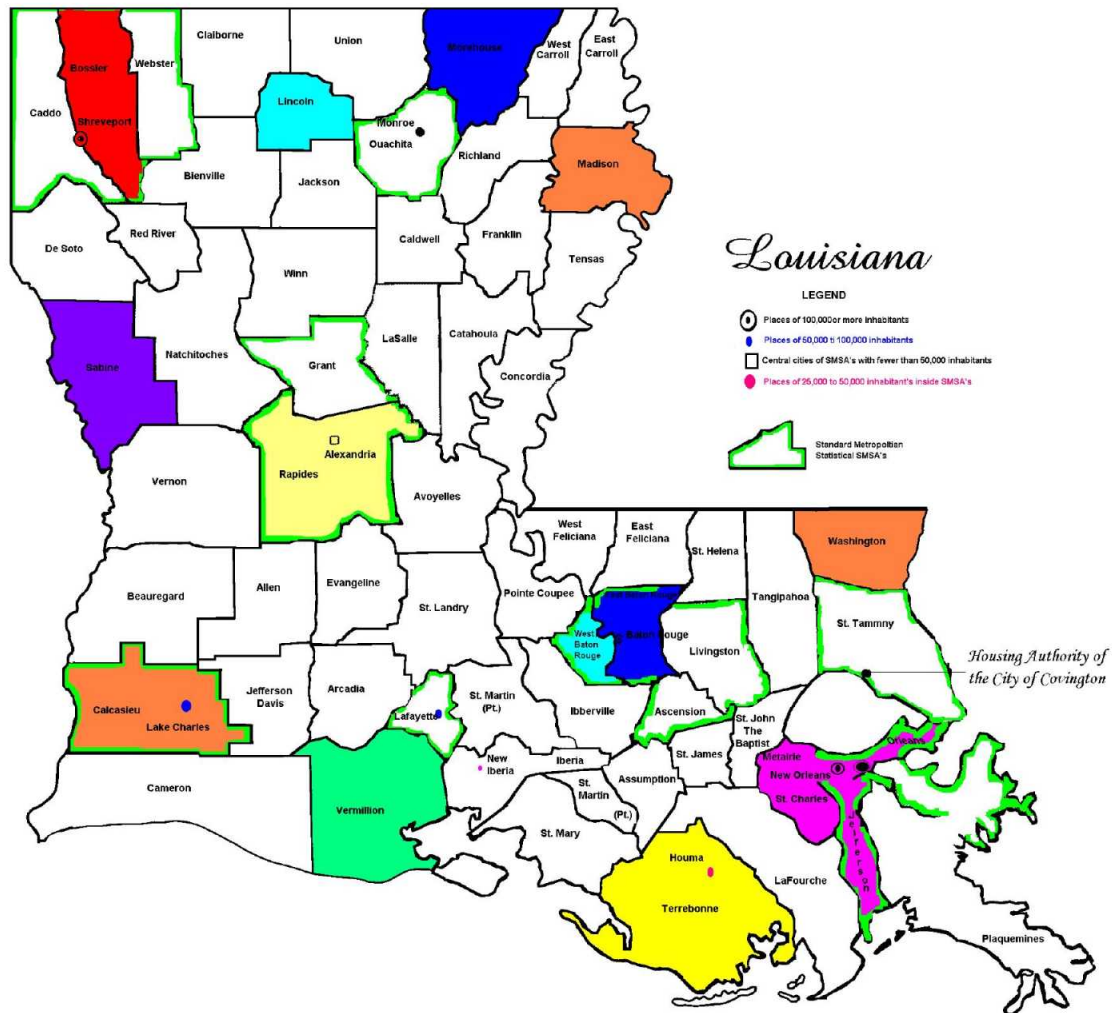 Claiborne
Union
Morehouse
West
Carroll
East
Carroll
Bossier
Webster
Caddo
Shreveport
Lincoln
Monroe
Ouachita
Richland
Madison
Bienville
Jackson
De Soto
Red River
Caldwell
Franklin
Tensas
Winn
Natchitoches
LaSalle
Catahoula
Concordia
Sabine
Grant
Alexandria
Rapides
Vernon
Avoyelles
Louisiana
LEGEND
Places of 100,000or more inhabitants
Places of 50,000 ti 100,000 inhabitants
Central cities of SMSA's with fewer than 50,000 inhabitants
Places of 25,000 to 50,000 inhabitant's inside SMSA's
Standard Metropoltian
Statistical SMSA's
West
Feliciana
East
Feliciana
St. Helena
Washington
Beauregard
Allen
Evangeline
St. Landry
Pointe Coupee
Tangipahoa
East Baton Rouge
Baton Rouge
West
Baton
Rouge
Livingston
St. Tammny
Housing Authority of
the City of Covington
Calcasieu
Lake Charles
Jefferson
Davis
Arcadia
Lafayette
St. Martin
(Pt.)
Ibberville
Ascension
St. John
The
Baptist
St. James
Orleans
Metairie
New Orleans
St. Charles
Jefferson
Cameron
Vermillion
New
Iberia
Iberia
St.
Martin
(Pt.)
Assumption
St. Mary
Houma
Terrebonne
LaFourche
Plaquemines